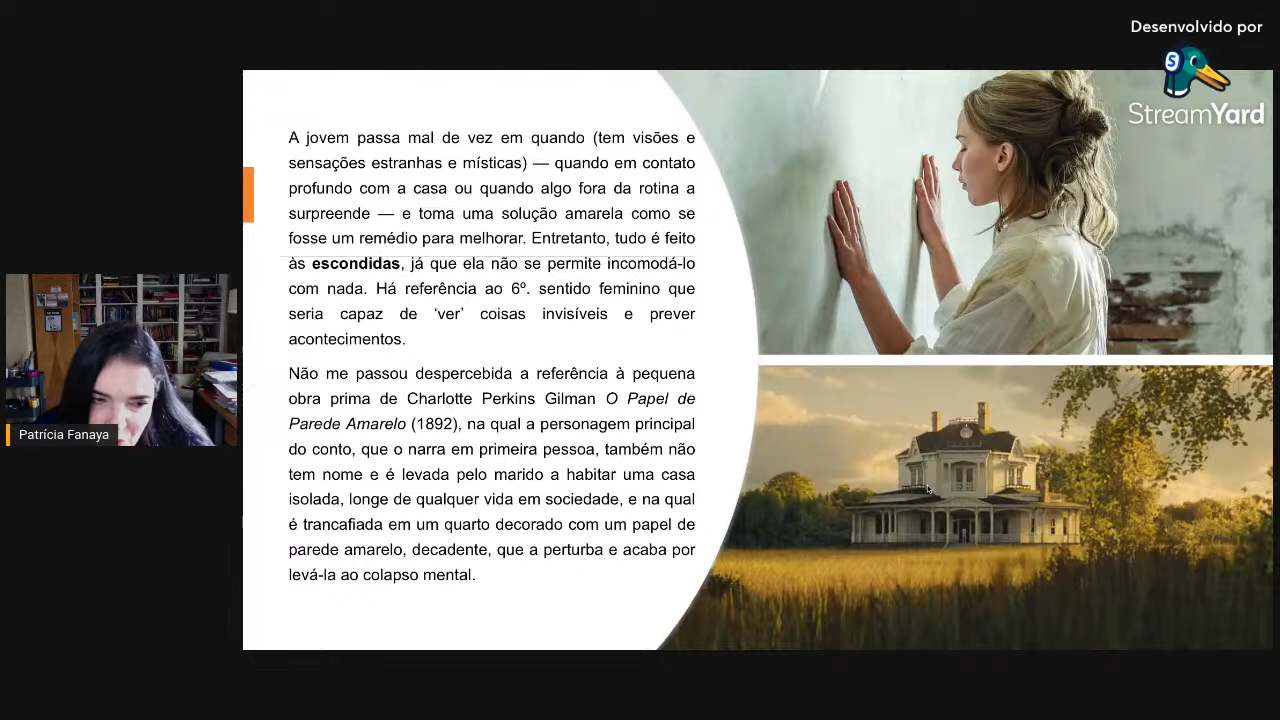 Desenvolvido por
S
StreamYard
A jovem passa mal de vez em quando (tem visões e
sensações estranhas e místicas) — quando em contato
profundo com a casa ou quando algo fora da rotina a
surpreende — e toma uma solução amarela como se
fosse um remédio para melhorar. Entretanto, tudo é feito
às escondidas, já que ela não se permite incomodá-lo
com nada. Há referência ao 6º. sentido feminino que
seria capaz de ‘ver’ coisas invisíveis e prever
acontecimentos.
Não me passou despercebida a referência à pequena
obra prima de Charlotte Perkins Gilman O Papel de
Parede Amarelo (1892), na qual a personagem principal
do conto, que o narra em primeira pessoa, também não
tem nome e é levada pelo marido a habitar uma casa
isolada, longe de qualquer vida em sociedade, e na qual
é trancafiada em um quarto decorado com um papel de
parede amarelo, decadente, que a perturba e acaba por
levá-la ao colapso mental.
Patrícia Fanaya